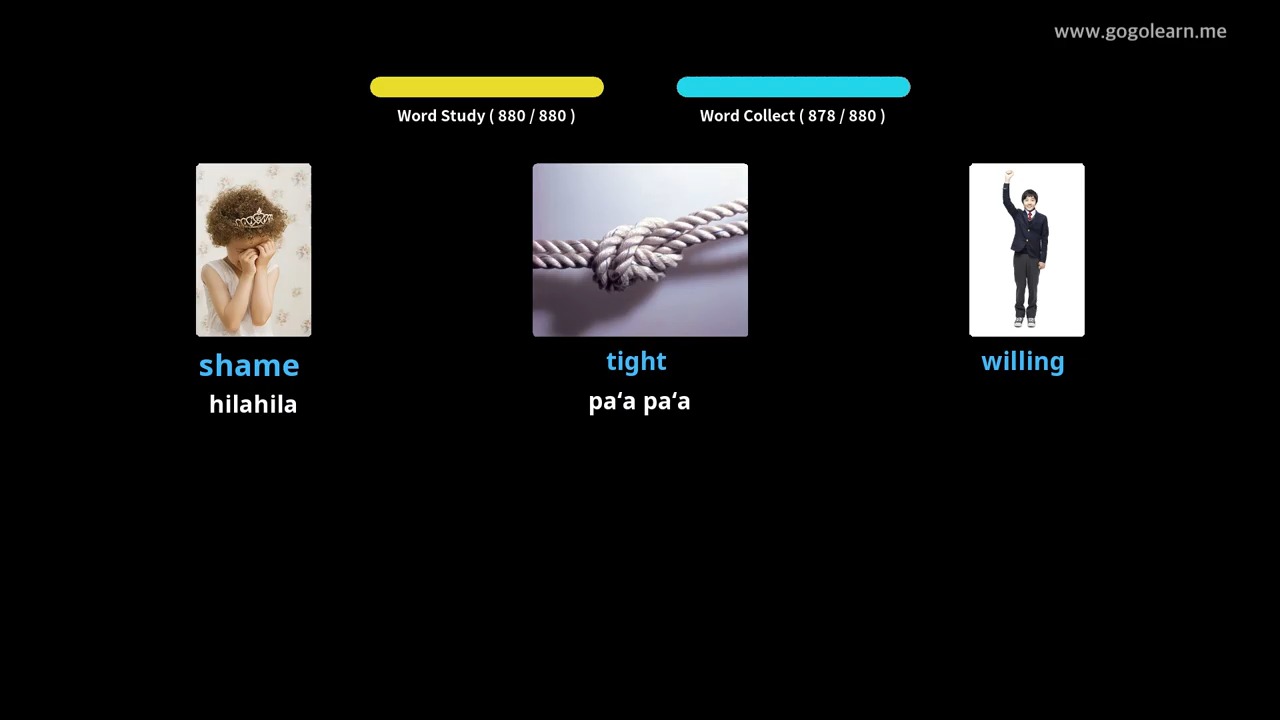 www.gogolearn.me
Word Study ( 880 / 880 )
Word Collect ( 878 / 880 )
shame
hilahila
tight
paʻa paʻa
willing